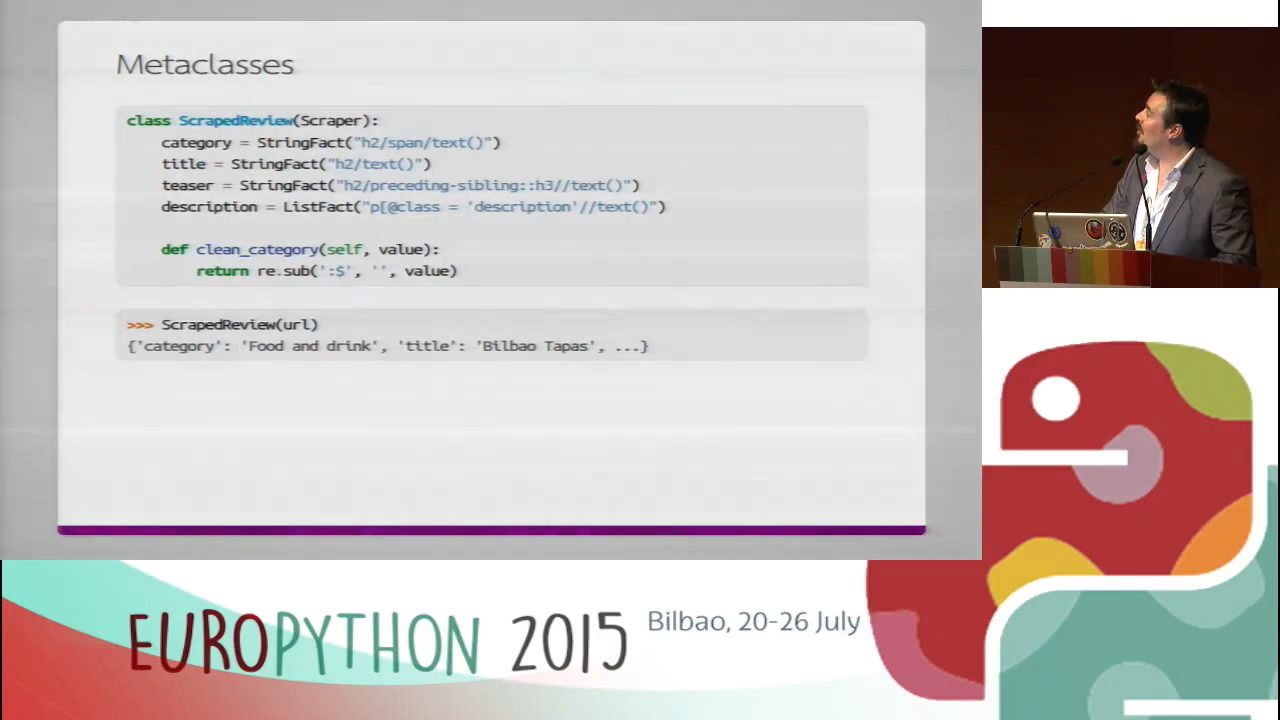 Metaclasses
class ScrapedReview(Scraper):
category = StringFact("h2/span/text()")
title = StringFact("h2/text()")
teaser = StringFact("h2/preceding-sibling::h3//text()")
description = ListFact("p[@class = 'description'//text()")
def clean_category(self, value):
return re.sub(':$', '', value)
>>> ScrapedReview(url)
{'category': 'Food and drink', 'title': 'Bilbao Tapas', ...}
EUROPYTHON 2015
Bilbao, 20-26 July